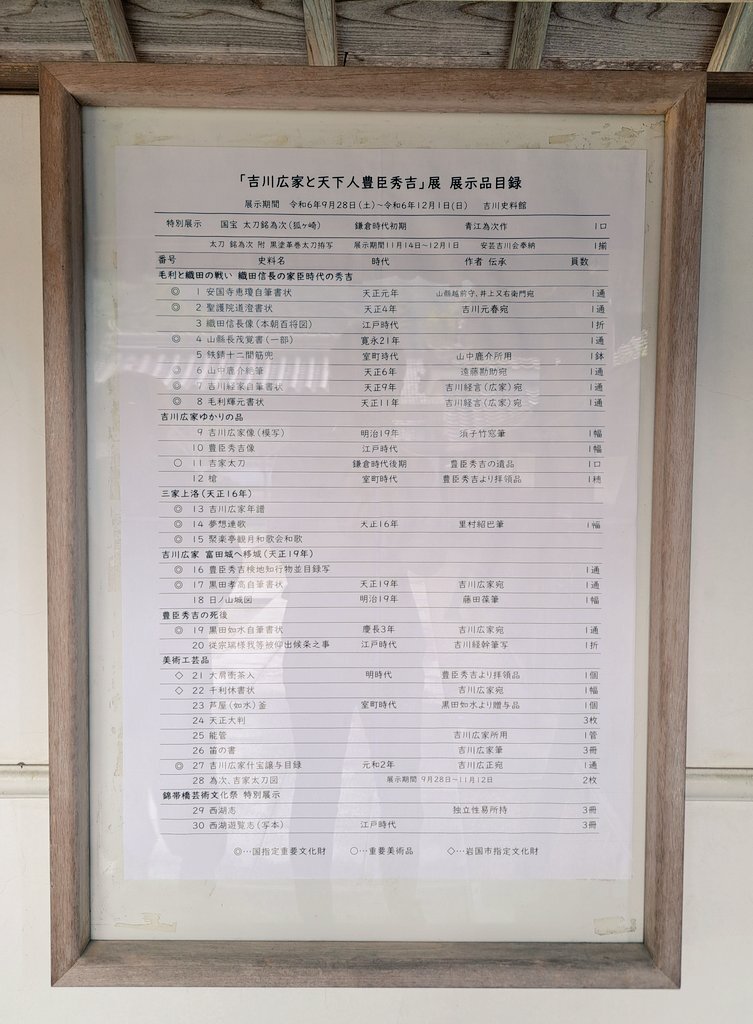 「吉川広家と天下人豊臣秀吉」展 展示品目録
展示期間 令和6年9月28日(土)~令和6年12月1日(日) 吉川史料館
特別展示 国宝 太刀銘為次(狐ヶ崎) 鎌倉時代初期 青江為次作 1口
太刀 銘為次 附 黒塗革巻太刀拵写 展示期間11月14日~12月1日 安芸吉川会奉納 1揃
番号 史料名 時代 作者 伝承 員数
毛利と織田の戦い 織田信長の家臣時代の秀吉
◎ 1 安国寺恵瓊自筆書状 天正元年 山縣越前守、井上又右衛門宛 1通
◎ 2 聖護院道澄書状 天正4年 吉川元春宛 1通
3 織田信長像(本朝百将図) 江戸時代 1折
◎ 4 山縣長茂覚書(一部) 寛永21年 1通
5 鉄錆十二間筋兜 室町時代 山中鹿介所用 1鉢
◎ 6 山中鹿介絶筆 天正6年 遠藤勘助宛 1通
◎ 7 吉川経家自筆書状 天正9年 吉川経言(広家)宛 1通
◎ 8 毛利輝元書状 天正11年 吉川経言(広家)宛 1通
吉川広家ゆかりの品
9 吉川広家像(模写) 明治19年 須子竹窓筆 1幅
10 豊臣秀吉像 江戸時代 1幅
○ 11 吉家太刀 鎌倉時代後期 豊臣秀吉の遺品 1口
12 槍 室町時代 豊臣秀吉より拝領品 1穂
三家上洛(天正16年)
◎ 13 吉川広家年譜
◎ 14 夢想連歌 天正16年 里村紹巴筆 1幅
◎ 15 聚楽亭観月和歌会和歌
吉川広家 富田城へ移城(天正19年)
◎ 16 豊臣秀吉検地知行物並目録写 1通
◎ 17 黒田孝高自筆書状 天正19年 吉川広家宛 1通
18 日ノ山城図 明治19年 藤田葆筆 1幅
豊臣秀吉の死後
◎ 19 黒田如水自筆書状 慶長3年 吉川広家宛 1通
20 従宗瑞様我等被仰出候条之事 江戸時代 吉川経幹筆写 1折
美術工芸品
◇ 21 大肩衝茶入 明時代 豊臣秀吉より拝領品 1個
◇ 22 千利休書状 吉川広家宛 1幅
23 芦屋(如水)釜 室町時代 黒田如水より贈与品 1個
24 天正大判 3枚
25 能管 吉川広家所用 1管
26 笛の書 吉川広家筆 3冊
◎ 27 吉川広家什宝譲与目録 元和2年 吉川広正宛 1通
28 為次、吉家太刀図 展示期間 9月28日~11月12日 2枚
錦帯橋芸術文化祭 特別展示
29 西湖志 独立性易所持 3冊
30 西湖遊覧志(写本) 江戸時代 3冊
◎…国指定重要文化財 ○…重要美術品 ◇…岩国市指定文化財